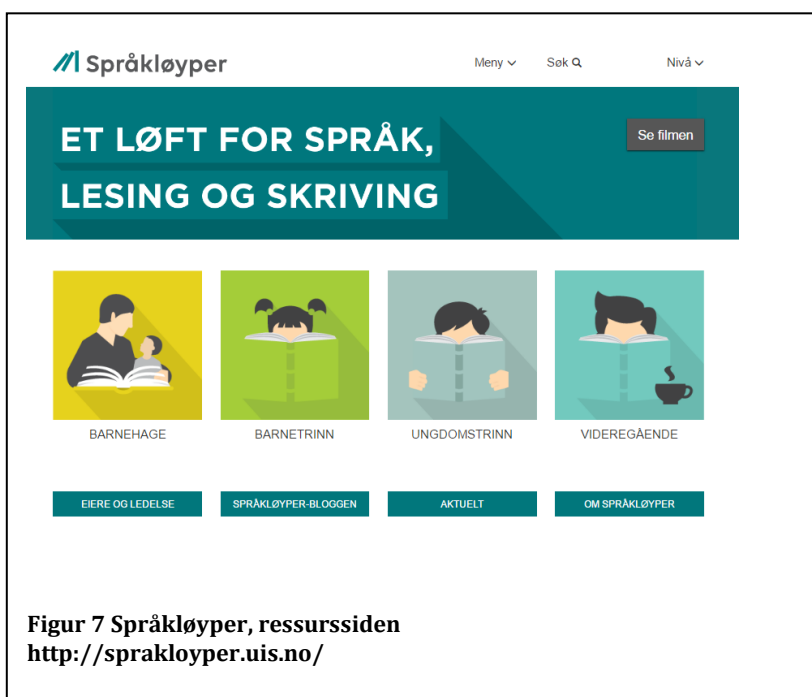 Språkløyper
Meny Søk Nivå
ET LØFT FOR SPRÅK,
Se filmen
LESING OG SKRIVING
BARNEHAGE BARNETRINN UNGDOMSTRINN VIDEREGÅENDE
EIERE OG LEDELSE SPRÅKLØYPER-BLOGGEN AKTUELT OM SPRÅKLØYPER
Figur 7 Språkløyper, ressurssiden
http://sprakloyper.uis.no/